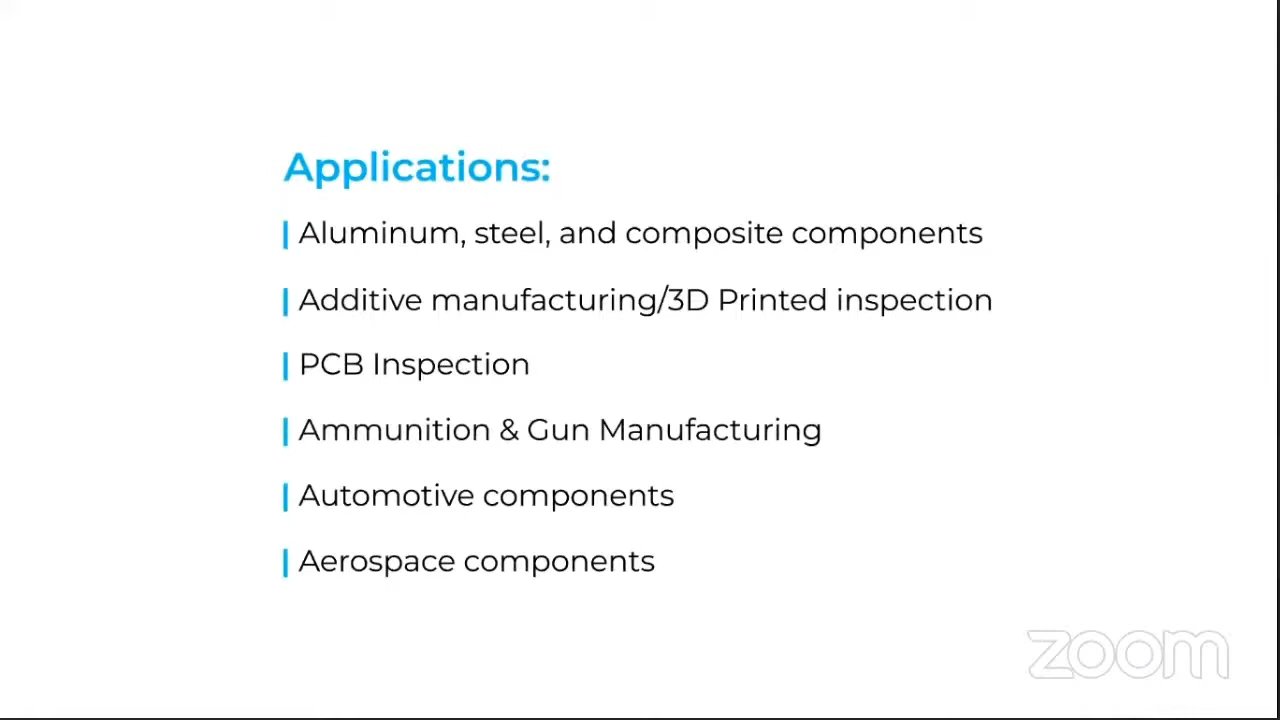 Applications:
Aluminum, steel, and composite components
Additive manufacturing/3D Printed inspection
PCB Inspection
Ammunition & Gun Manufacturing
Automotive components
Aerospace components
zoom